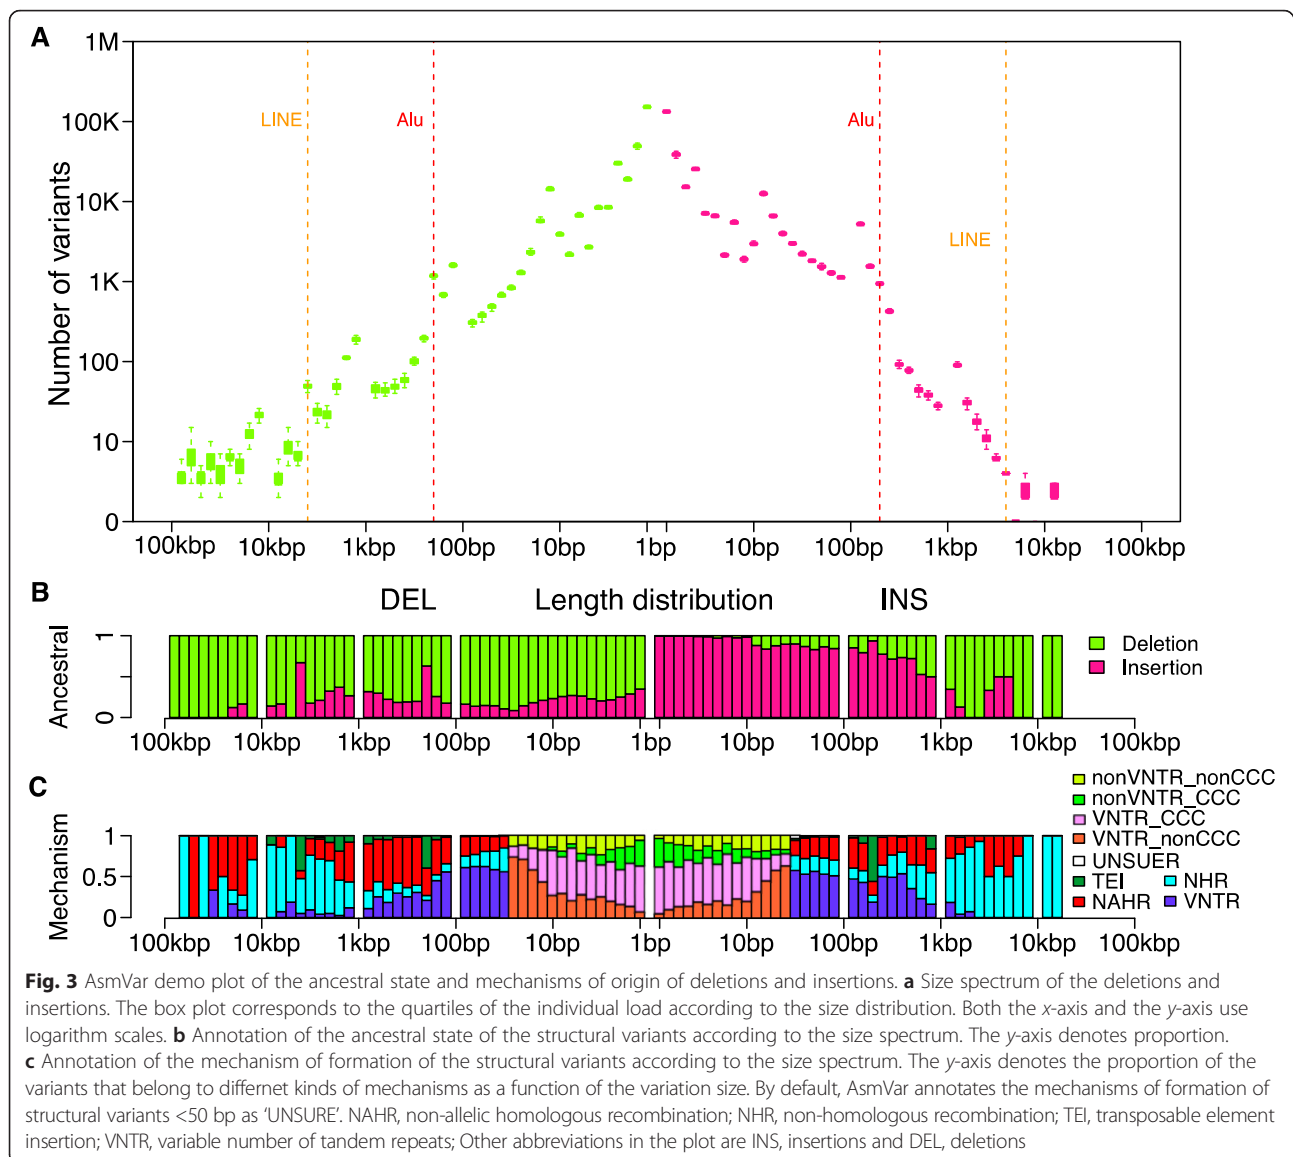 A
1M
100K
10K
1K
100
10
0
Number of variants
LINE
Alu
Alu
LINE
100kbp 10kbp 1kbp 100bp 10bp 1bp 10bp 100bp 1kbp 10kbp 100kbp
B
DEL Length distribution INS
1
0
Ancestral
Deletion
Insertion
100kbp 10kbp 1kbp 100bp 10bp 1bp 10bp 100bp 1kbp 10kbp 100kbp
C
1
0.5
0
Mechanism
nonVNTR_nonCCC
nonVNTR_CCC
VNTR_CCC
VNTR_nonCCC
UNSUER
TEI NHR
NAHR VNTR
100kbp 10kbp 1kbp 100bp 10bp 1bp 10bp 100bp 1kbp 10kbp 100kbp
Fig. 3 AsmVar demo plot of the ancestral state and mechanisms of origin of deletions and insertions. a Size spectrum of the deletions and
insertions. The box plot corresponds to the quartiles of the individual load according to the size distribution. Both the x-axis and the y-axis use
logarithm scales. b Annotation of the ancestral state of the structural variants according to the size spectrum. The y-axis denotes proportion.
c Annotation of the mechanism of formation of the structural variants according to the size spectrum. The y-axis denotes the proportion of the
variants that belong to differnet kinds of mechanisms as a function of the variation size. By default, AsmVar annotates the mechanisms of formation of
structural variants <50 bp as ‘UNSURE’. NAHR, non-allelic homologous recombination; NHR, non-homologous recombination; TEI, transposable element
insertion; VNTR, variable number of tandem repeats; Other abbreviations in the plot are INS, insertions and DEL, deletions